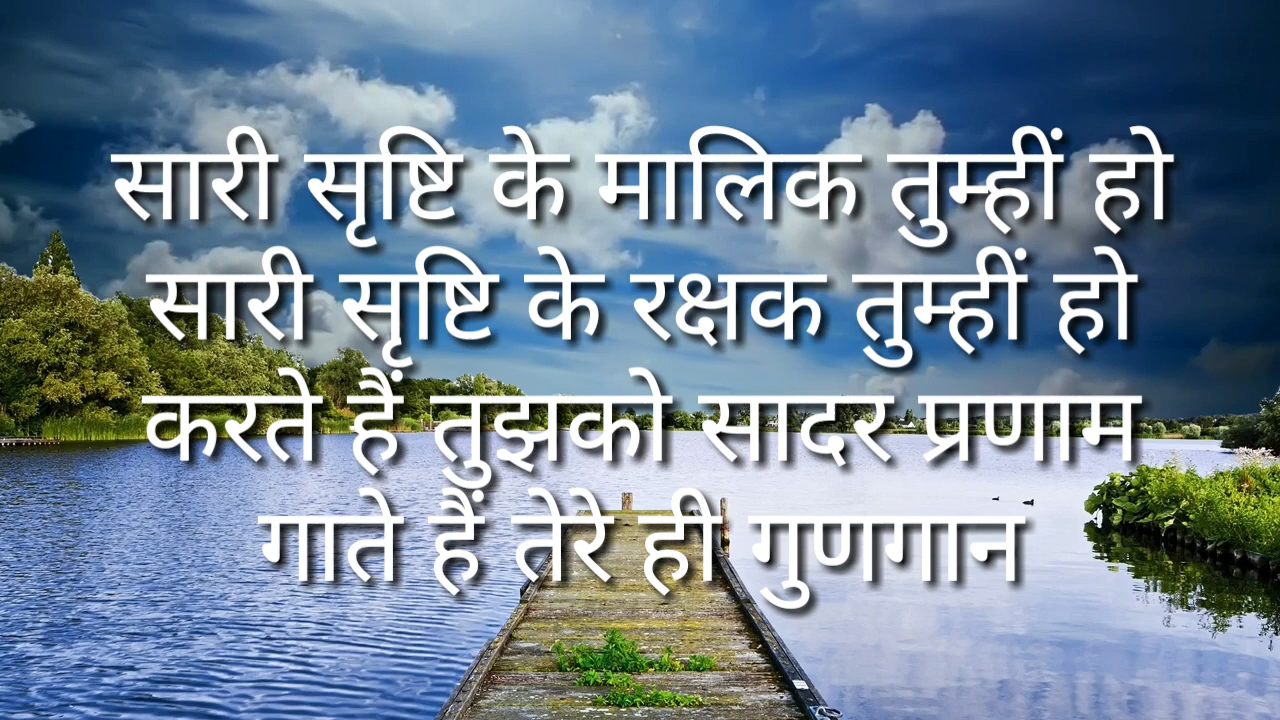 सारी सृष्टि के मालिक तुम्हीं हो
सारी सृष्टि के रक्षक तुम्हीं हो
करते हैं तुझको सादर प्रणाम
गाते हैं तेरे ही गुणगान